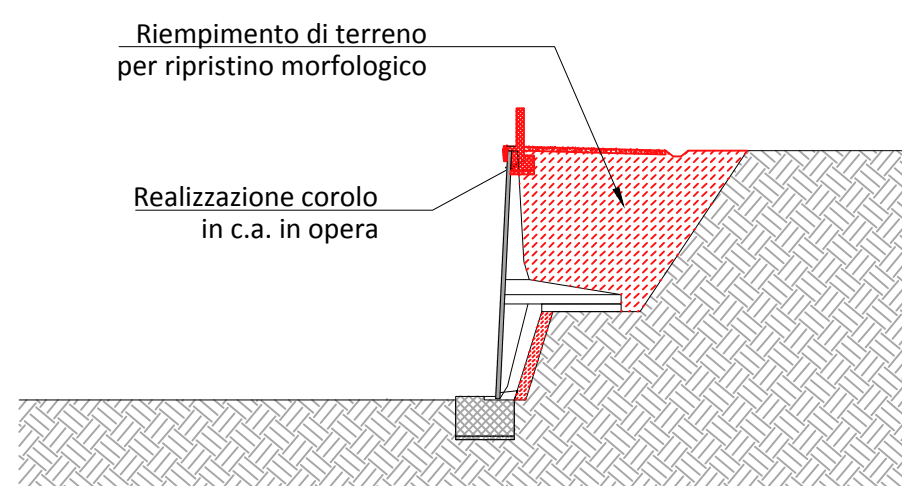 Riempimento di terreno
per ripristino morfologico
Realizzazione corolo
in c.a. in opera